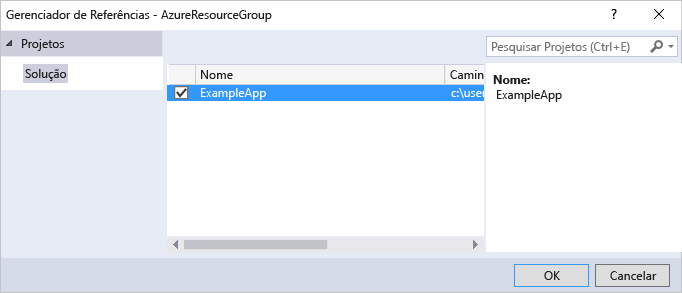 Gerenciador de Referências - AzureResourceGroup
Projetos
Solução
Pesquisar Projetos (Ctrl+E)
Nome Camin
ExampleApp c:\user
Nome:
ExampleApp
OK Cancelar